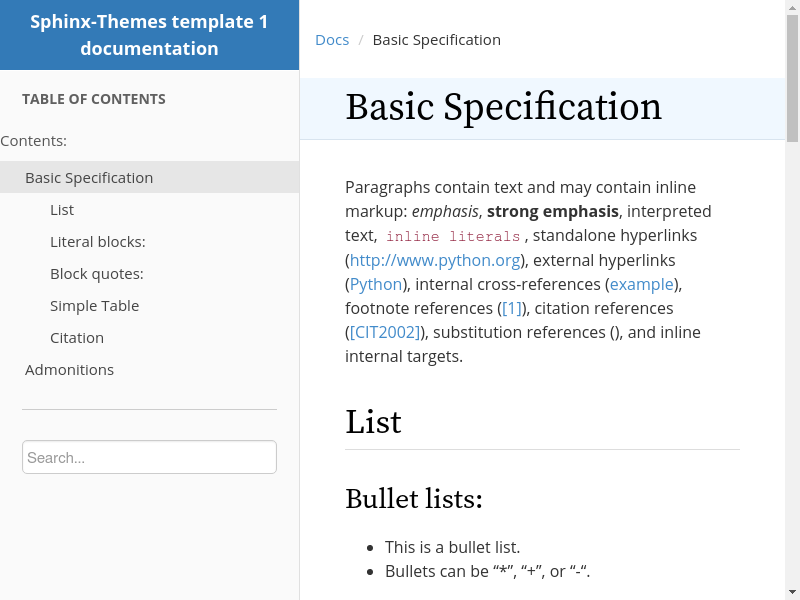 Sphinx-Themes template 1
documentation
TABLE OF CONTENTS
Contents:
Basic Specification
List
Literal blocks:
Block quotes:
Simple Table
Citation
Admonitions
Search...
Docs / Basic Specification
Basic Specification
Paragraphs contain text and may contain inline
markup: emphasis, strong emphasis, interpreted
text, inline literals, standalone hyperlinks
(http://www.python.org), external hyperlinks
(Python), internal cross-references (example),
footnote references ([1]), citation references
([CIT2002]), substitution references (), and inline
internal targets.
List
Bullet lists:
• This is a bullet list.
• Bullets can be “*”, “+”, or “-“.